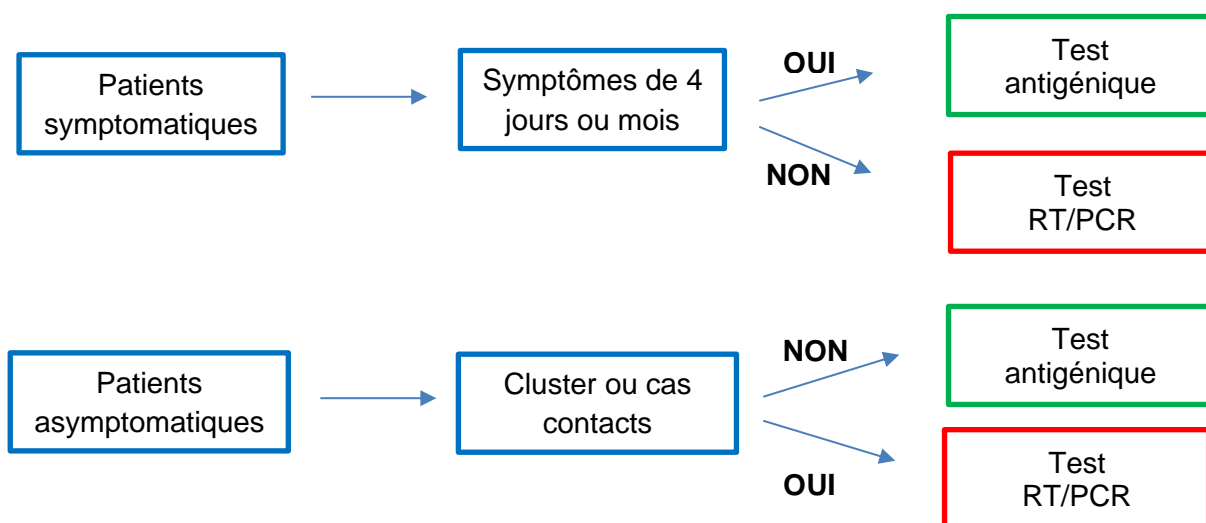 Patients
symptomatiques
Symptômes de 4
jours ou mois
OUI
Test
antigénique
NON
Test
RT/PCR
Patients
asymptomatiques
Cluster ou cas
contacts
NON
Test
antigénique
OUI
Test
RT/PCR